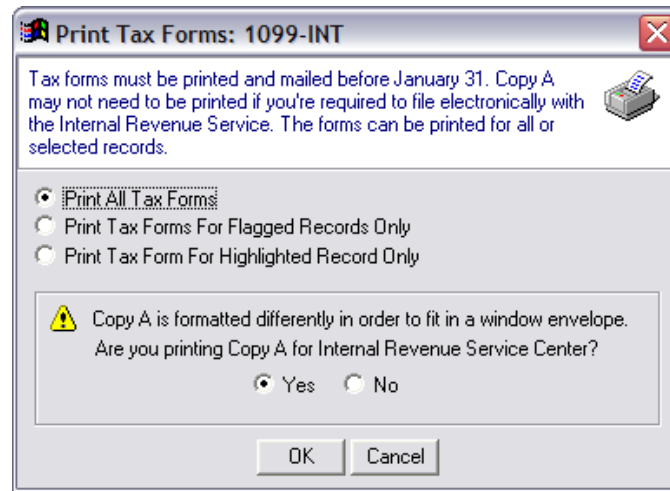 Print Tax Forms: 1099-INT
Tax forms must be printed and mailed before January 31. Copy A
may not need to be printed if you're required to file electronically with
the Internal Revenue Service. The forms can be printed for all or
selected records.
Print All Tax Forms
Print Tax Forms For Flagged Records Only
Print Tax Form For Highlighted Record Only
Copy A is formatted differently in order to fit in a window envelope.
Are you printing Copy A for Internal Revenue Service Center?
Yes No
OK Cancel